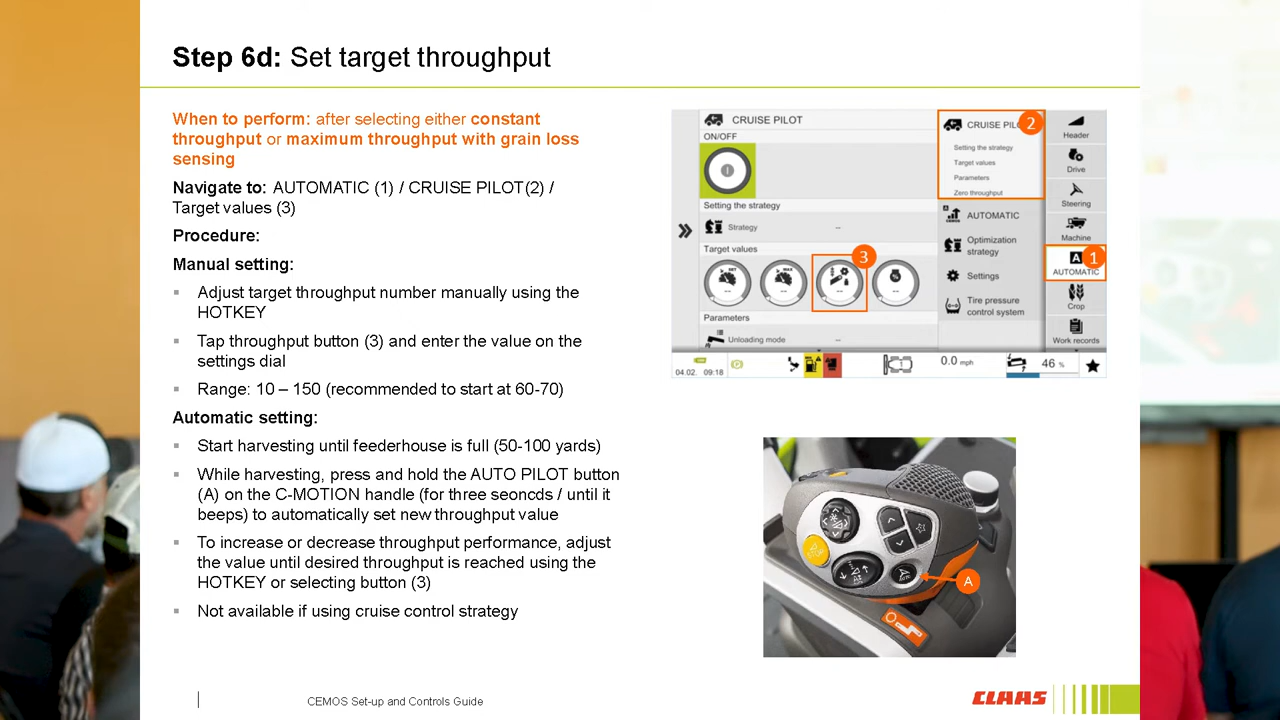 Step 6d: Set target throughput
When to perform: after selecting either constant
throughput or maximum throughput with grain loss
sensing
Navigate to: AUTOMATIC (1) / CRUISE PILOT(2) /
Target values (3)
Procedure:
Manual setting:
▪ Adjust target throughput number manually using the
HOTKEY
▪ Tap throughput button (3) and enter the value on the
settings dial
▪ Range: 10 – 150 (recommended to start at 60-70)
Automatic setting:
▪ Start harvesting until feederhouse is full (50-100 yards)
▪ While harvesting, press and hold the AUTO PILOT button
(A) on the C-MOTION handle (for three seoncds / until it
beeps) to automatically set new throughput value
▪ To increase or decrease throughput performance, adjust
the value until desired throughput is reached using the
HOTKEY or selecting button (3)
▪ Not available if using cruise control strategy
CRUISE PILOT
ON/OFF
Setting the strategy
Strategy --
Target values
3
SET
MAX
-- -- -- --
Parameters
Unloading mode --
CRUISE PIL 2
Setting the strategy
Target values
Parameters
Zero throughput
AUTOMATIC
Optimization
strategy
Settings
Tire pressure
control system
Header
Drive
Steering
Machine
A 1
AUTOMATIC
Crop
Work records
04.02. 09:18
1
0.0 mph
46 %
A
CEMOS Set-up and Controls Guide
CLAAS